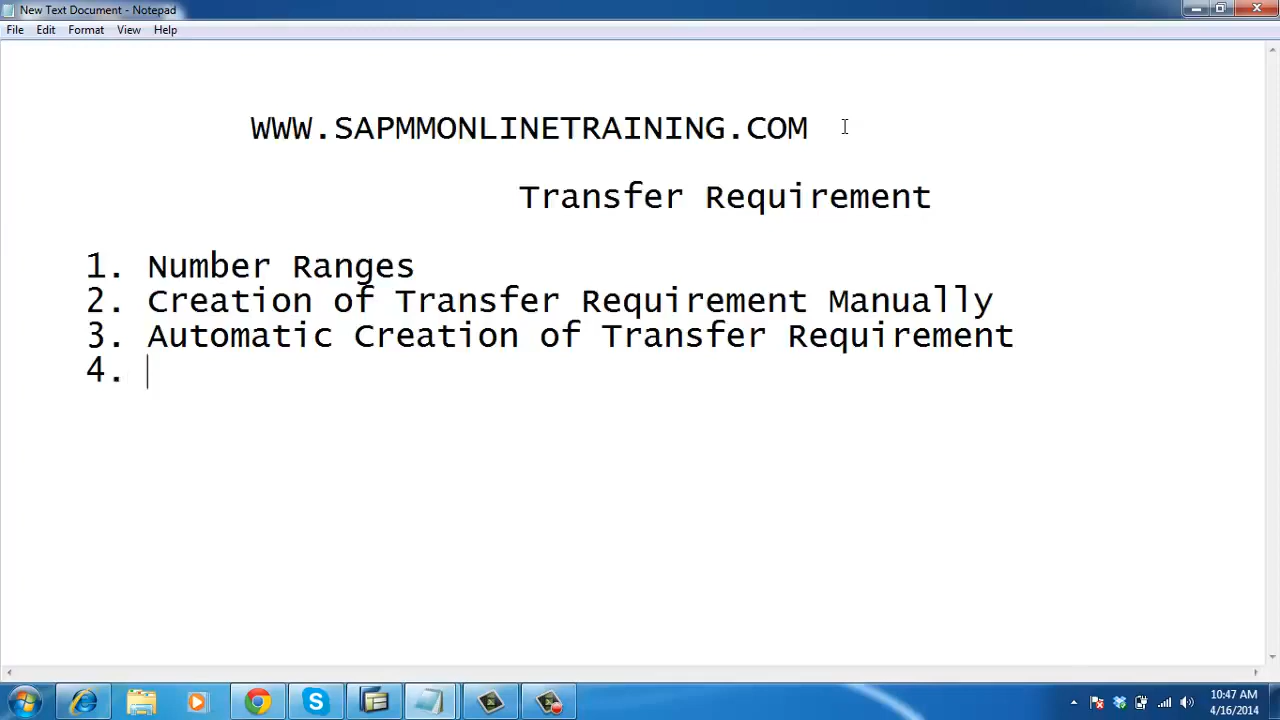 New Text Document - Notepad
File Edit Format View Help
WWW.SAPMMONLINETRAINING.COM
Transfer Requirement
1. Number Ranges
2. Creation of Transfer Requirement Manually
3. Automatic Creation of Transfer Requirement
4.
10:47 AM
4/16/2014